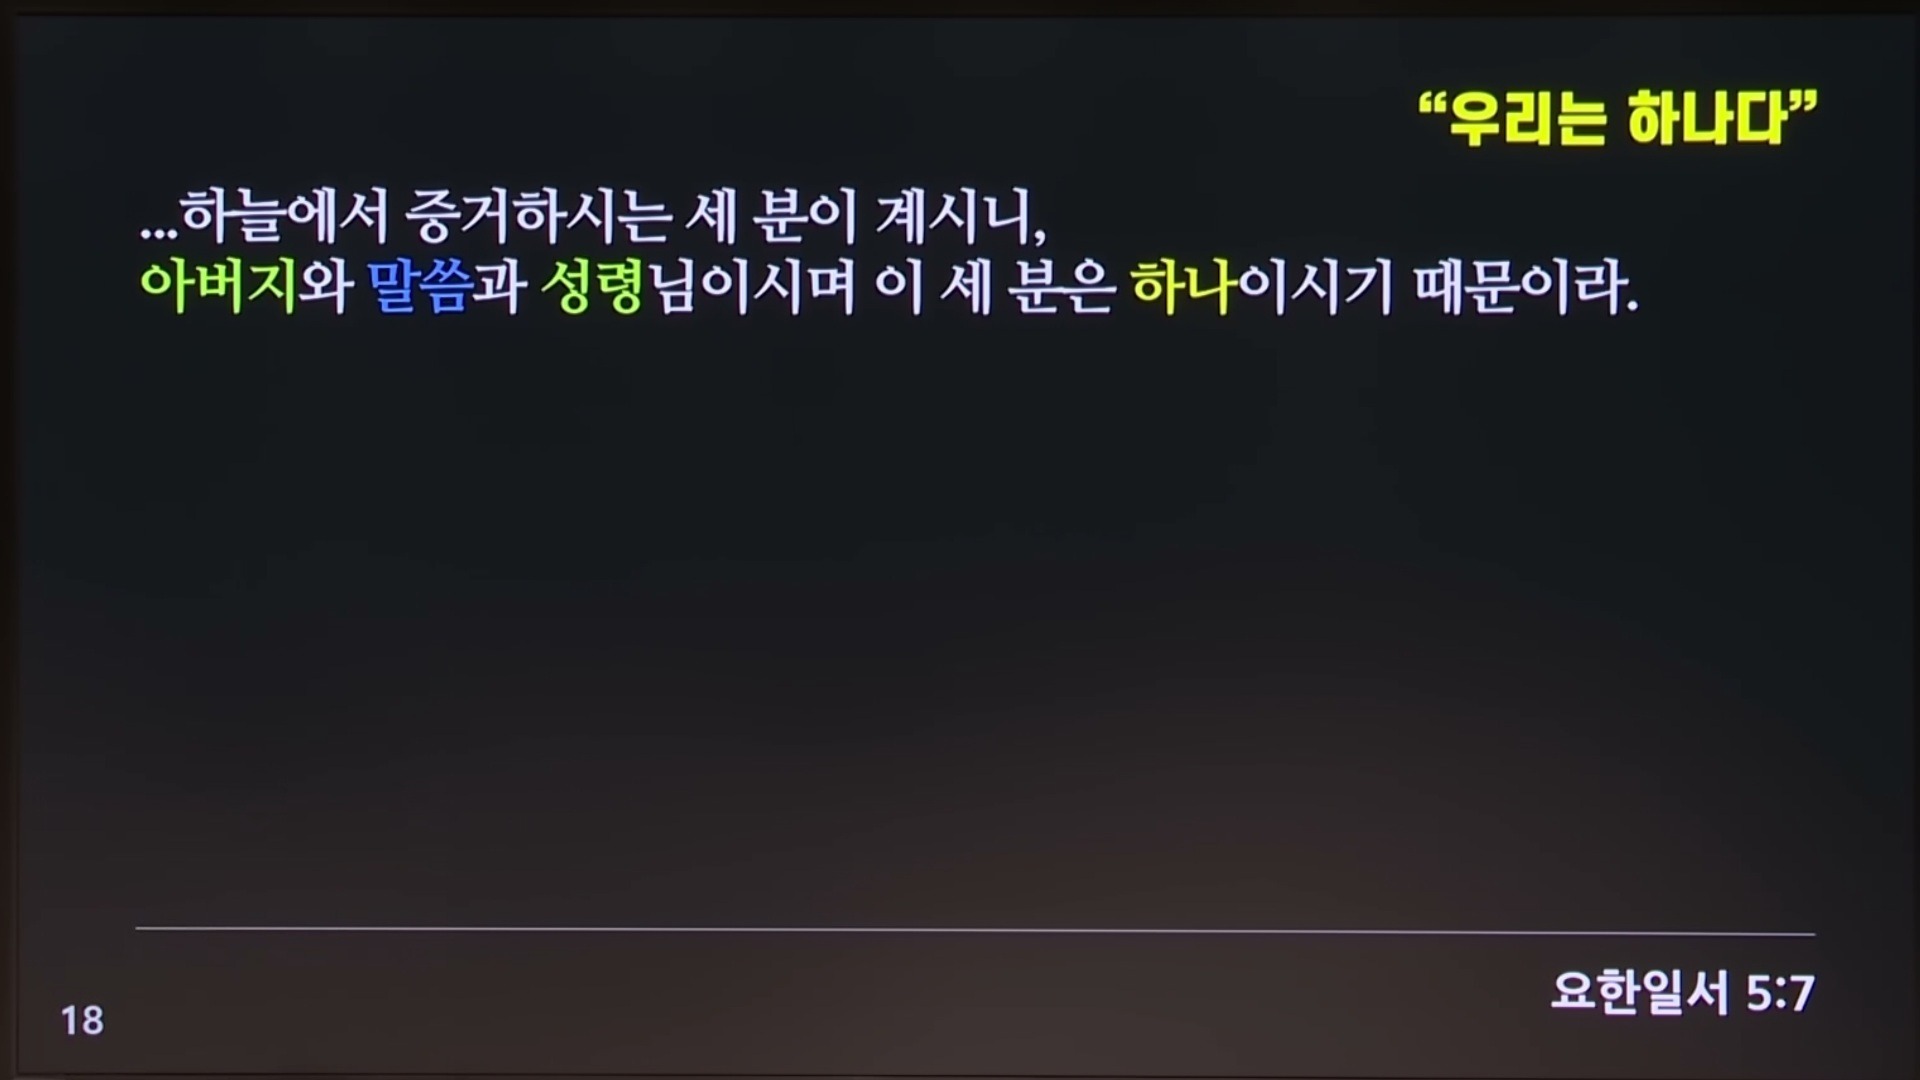 “우리는 하나다”
...하늘에서 증거하시는 세 분이 계시니,
아버지와 말씀과 성령님이시며 이 세 분은 하나이시기 때문이라.
요한일서 5:7
18